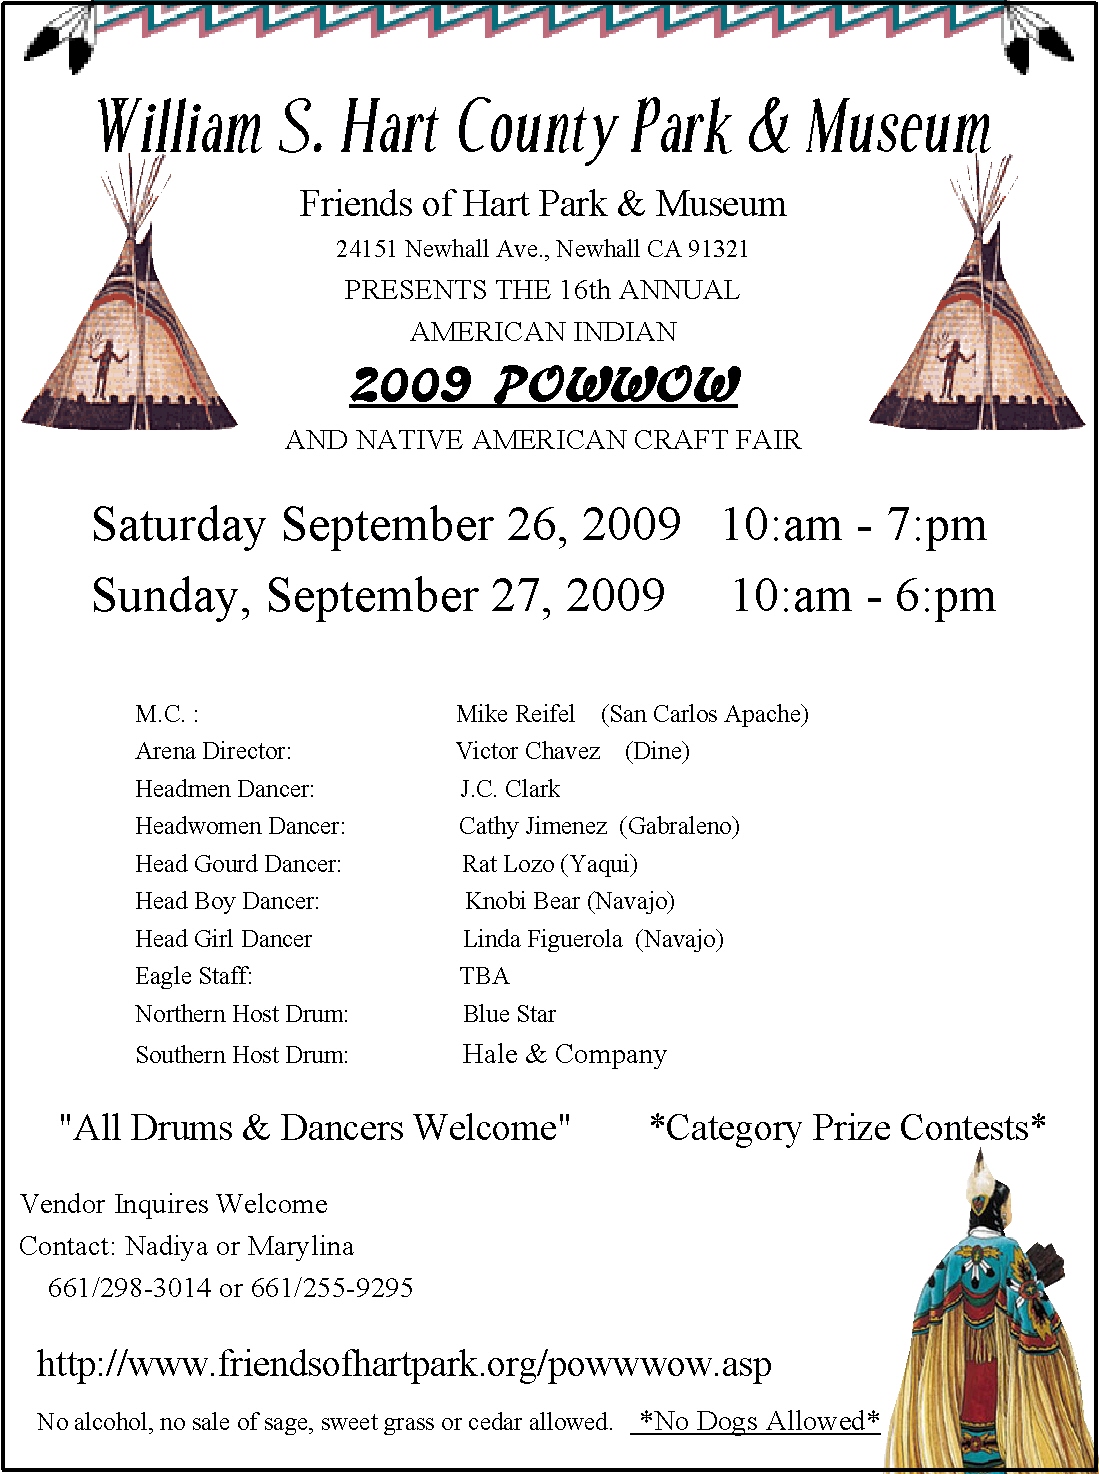 William S. Hart County Park & Museum
Friends of Hart Park & Museum
24151 Newhall Ave., Newhall CA 91321
PRESENTS THE 16th ANNUAL
AMERICAN INDIAN
2009 POWWOW
AND NATIVE AMERICAN CRAFT FAIR
Saturday September 26, 2009 10:am - 7:pm
Sunday, September 27, 2009 10:am - 6:pm
M.C. : Mike Reifel (San Carlos Apache)
Arena Director: Victor Chavez (Dine)
Headmen Dancer: J.C. Clark
Headwomen Dancer: Cathy Jimenez (Gabraleno)
Head Gourd Dancer: Rat Lozo (Yaqui)
Head Boy Dancer: Knobi Bear (Navajo)
Head Girl Dancer Linda Figuerola (Navajo)
Eagle Staff: TBA
Northern Host Drum: Blue Star
Southern Host Drum: Hale & Company
"All Drums & Dancers Welcome" *Category Prize Contests*
Vendor Inquires Welcome
Contact: Nadiya or Marylina
661/298-3014 or 661/255-9295
http://www.friendsofhartpark.org/powwwow.asp
No alcohol, no sale of sage, sweet grass or cedar allowed. *No Dogs Allowed*